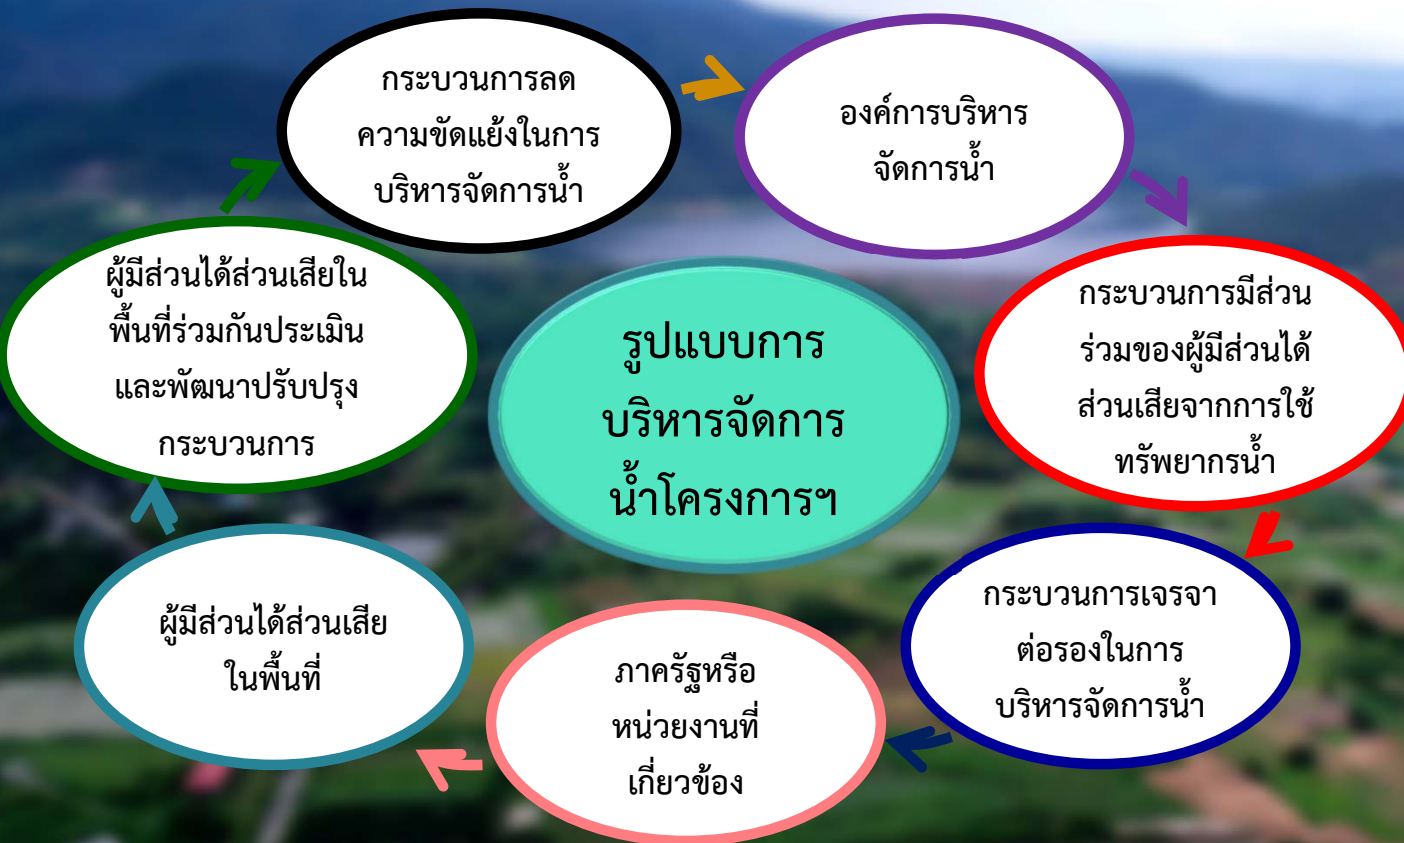 กระบวนการลด
ความขัดแย้งในการ
บริหารจัดการน้ำ
องค์การบริหาร
จัดการน้ำ
กระบวนการมีส่วน
ร่วมของผู้มีส่วนได้
ส่วนเสียจากการใช้
ทรัพยากรน้ำ
กระบวนการเจรจา
ต่อรองในการ
บริหารจัดการน้ำ
ภาครัฐหรือ
หน่วยงานที่
เกี่ยวข้อง
ผู้มีส่วนได้ส่วนเสีย
ในพื้นที่
ผู้มีส่วนได้ส่วนเสียใน
พื้นที่ร่วมกันประเมิน
และพัฒนาปรับปรุง
กระบวนการ
รูปแบบการ
บริหารจัดการ
น้ำโครงการฯ